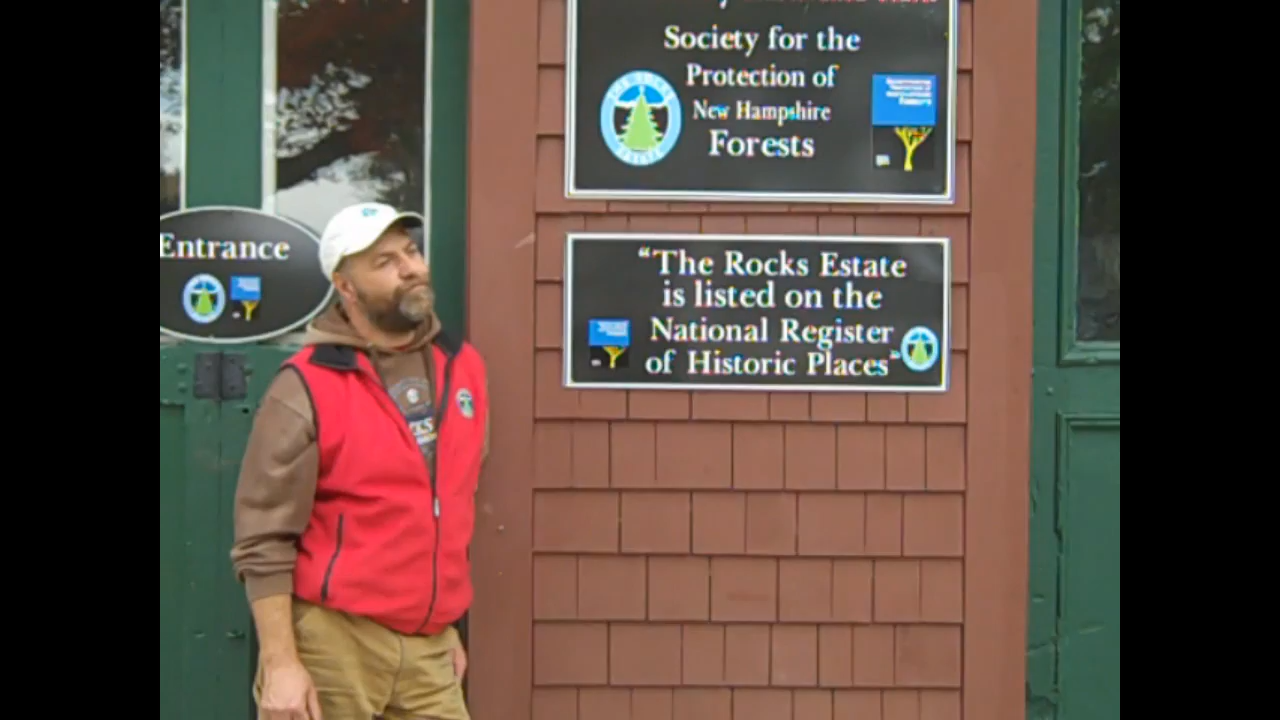 Society for the
Protection of
New Hampshire
Forests
Entrance
"The Rocks Estate
is listed on the
National Register
of Historic Places"